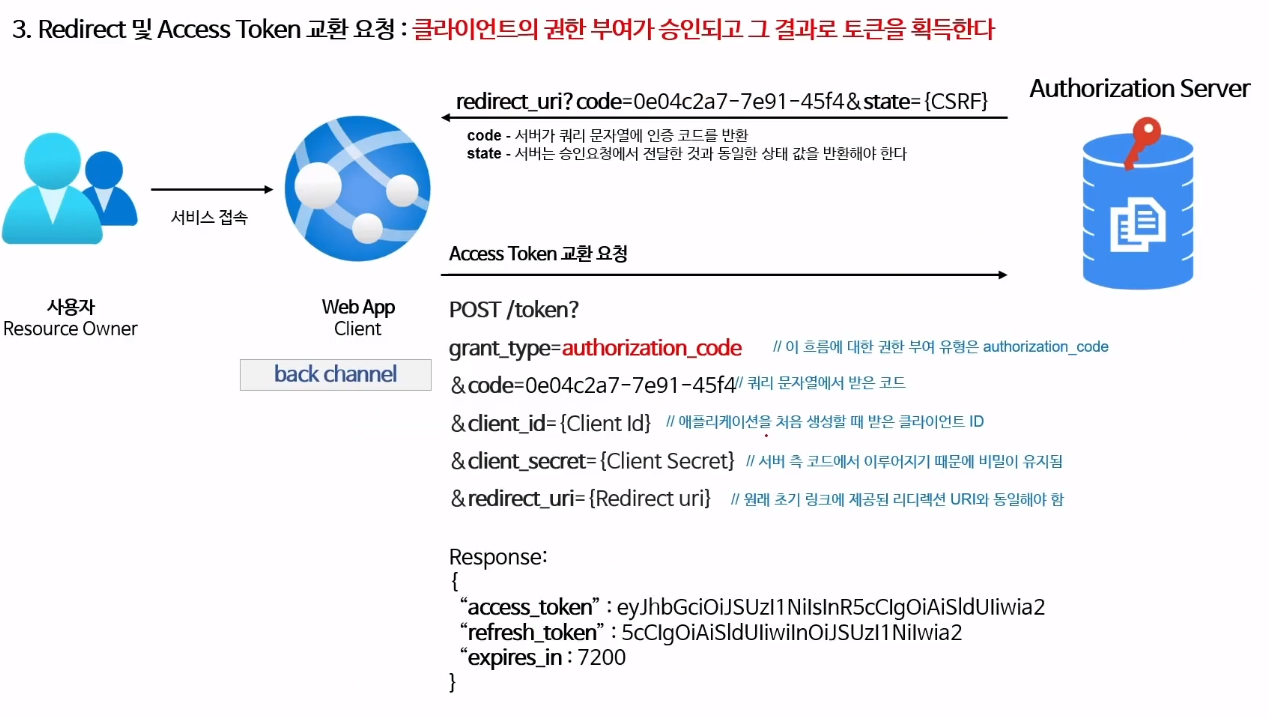 3. Redirect 및 Access Token 교환 요청 : 클라이언트의 권한 부여가 승인되고 그 결과로 토큰을 획득한다
redirect_uri? code=0e04c2a7-7e91-45f4&state={CSRF}
Authorization Server
code - 서버가 쿼리 문자열에 인증 코드를 반환
state - 서버는 승인요청에서 전달한 것과 동일한 상태 값을 반환해야 한다
서비스 접속
Access Token 교환 요청
사용자
Resource Owner
Web App
Client
back channel
POST /token?
grant_type=authorization_code // 이 흐름에 대한 권한 부여 유형은 authorization_code
&code=0e04c2a7-7e91-45f4// 쿼리 문자열에서 받은 코드
&client_id={Client Id} // 애플리케이션을 처음 생성할 때 받은 클라이언트 ID
&client_secret={Client Secret} // 서버 측 코드에서 이루어지기 때문에 비밀이 유지됨
&redirect_uri={Redirect uri} // 원래 초기 링크에 제공된 리디렉션 URI와 동일해야 함
Response:
{
“access_token” : eyJhbGciOiJSUzI1NiIsInR5cCIgOiAiSldUIiwia2
“refresh_token” : 5cCIgOiAiSldUIiwiInOiJSUzI1NiIwia2
“expires_in : 7200
}